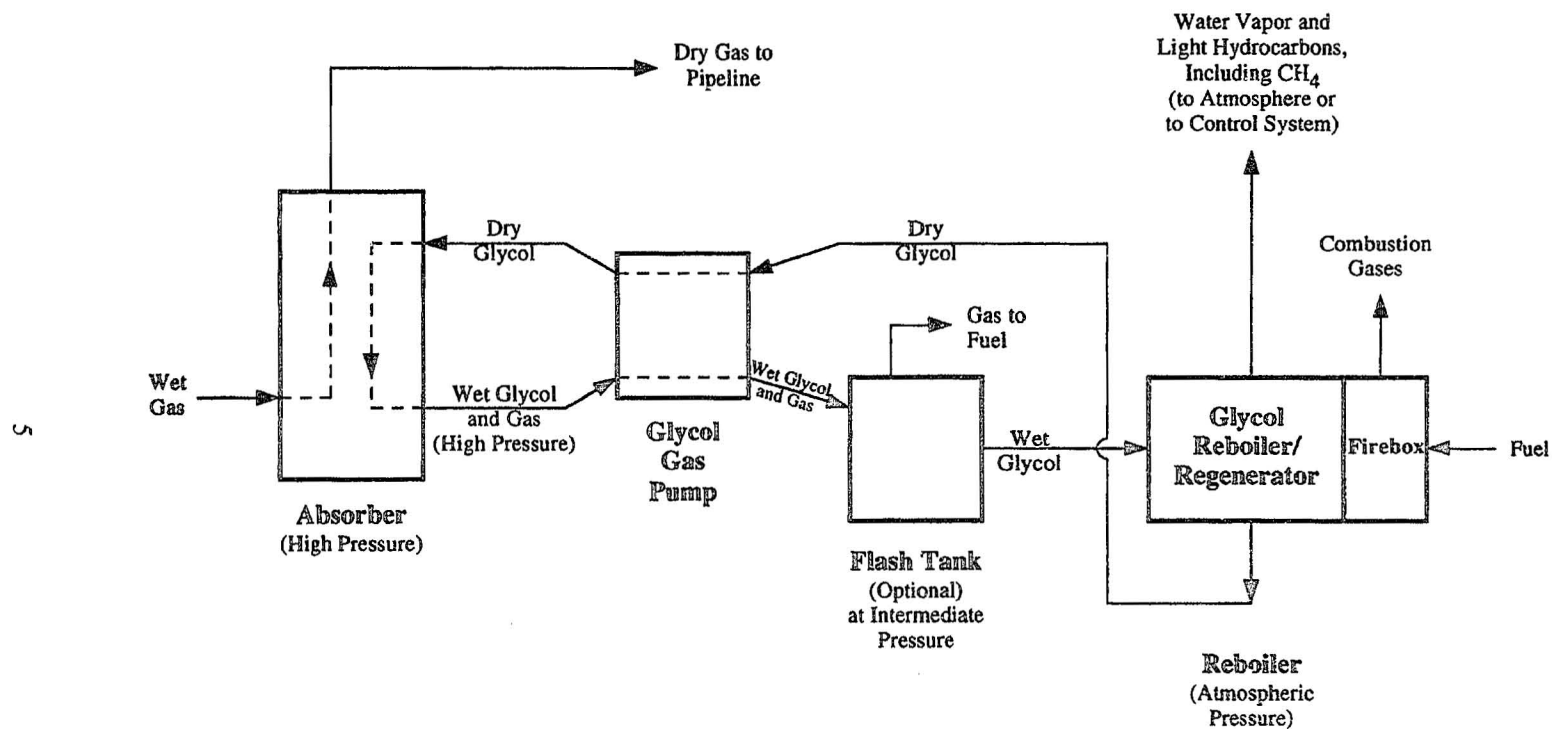 Water Vapor and
Light Hydrocarbons,
Including CH4
(to Atmosphere or
to Control System)
Dry Gas to
Pipeline
Dry
Glycol
Dry
Glycol
Combustion
Gases
Gas to
Fuel
Wet
Gas
Wet Glycol
and Gas
(High Pressure)
Wet Glycol
and Gas
Glycol
Gas
Pump
Wet
Glycol
Glycol
Reboiler/
Regenerator
Firebox
Fuel
5
Absorber
(High Pressure)
Flash Tank
(Optional)
at Intermediate
Pressure
Reboiler
(Atmospheric
Pressure)